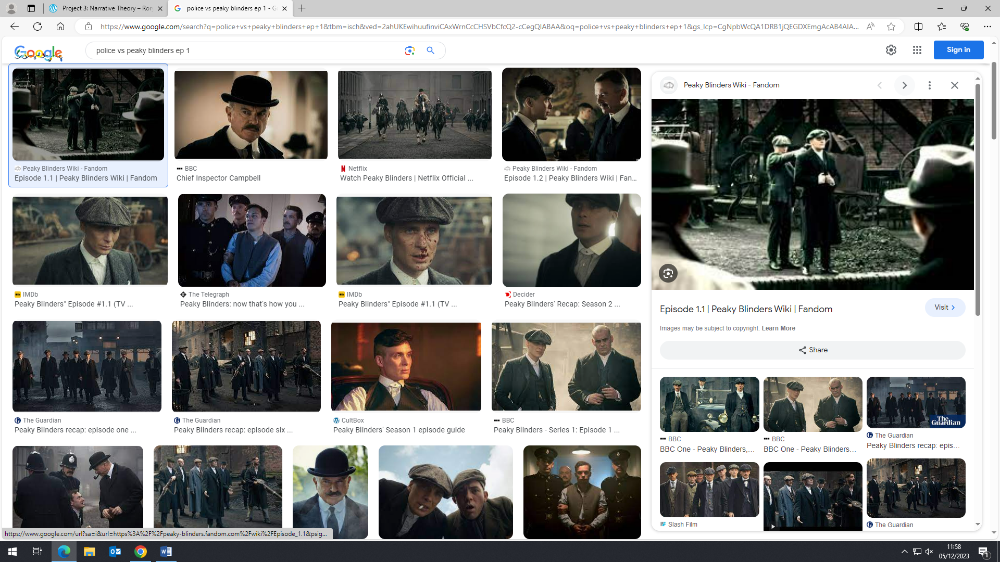 Project 3: Narrative Theory – Ror
police vs peaky blinders ep 1 - G
https://www.google.com/search?q=police+vs+peaky+blinders+ep+1&tbm=isch&ved=2ahUKEwihuufinviCAxWrnCcCHSVbCfcQ2-cCegQIABAA&oq=police+vs+peaky+blinders+ep+1&gs_lcp=CgNpbWcQA1DRB1jQEGDXEmgAcAB4AIA...
Google
police vs peaky blinders ep 1
Sign in
Peaky Blinders Wiki - Fandom
Episode 1.1 | Peaky Blinders Wiki | Fandom
BBC
Chief Inspector Campbell
Netflix
Watch Peaky Blinders | Netflix Official ...
Peaky Blinders Wiki - Fandom
Episode 1.2 | Peaky Blinders Wiki | Fan...
IMDb
Peaky Blinders" Episode #1.1 (TV ...
The Telegraph
Peaky Blinders: now that's how you ...
IMDb
Peaky Blinders" Episode #1.1 (TV ...
Decider
Peaky Blinders' Recap: Season 2 ...
The Guardian
Peaky Blinders recap: episode one ...
The Guardian
Peaky Blinders recap: episode six ...
CultBox
Peaky Blinders' Season 1 episode guide
BBC
Peaky Blinders - Series 1: Episode 1 ...
Peaky Blinders Wiki - Fandom
Episode 1.1 | Peaky Blinders Wiki | Fandom
Visit
Images may be subject to copyright. Learn More
Share
BBC
BBC One - Peaky Blinders,...
BBC
BBC One - Peaky Blinders...
The
Guardian
The Guardian
Peaky Blinders recap: epis...
Slash Film
The Guardian
https://www.google.com/url?sa=i&url=https%3A%2F%2Fpeaky-blinders.fandom.com%2Fwiki%2FEpisode_1.1&psig...
11:58
05/12/2023
1